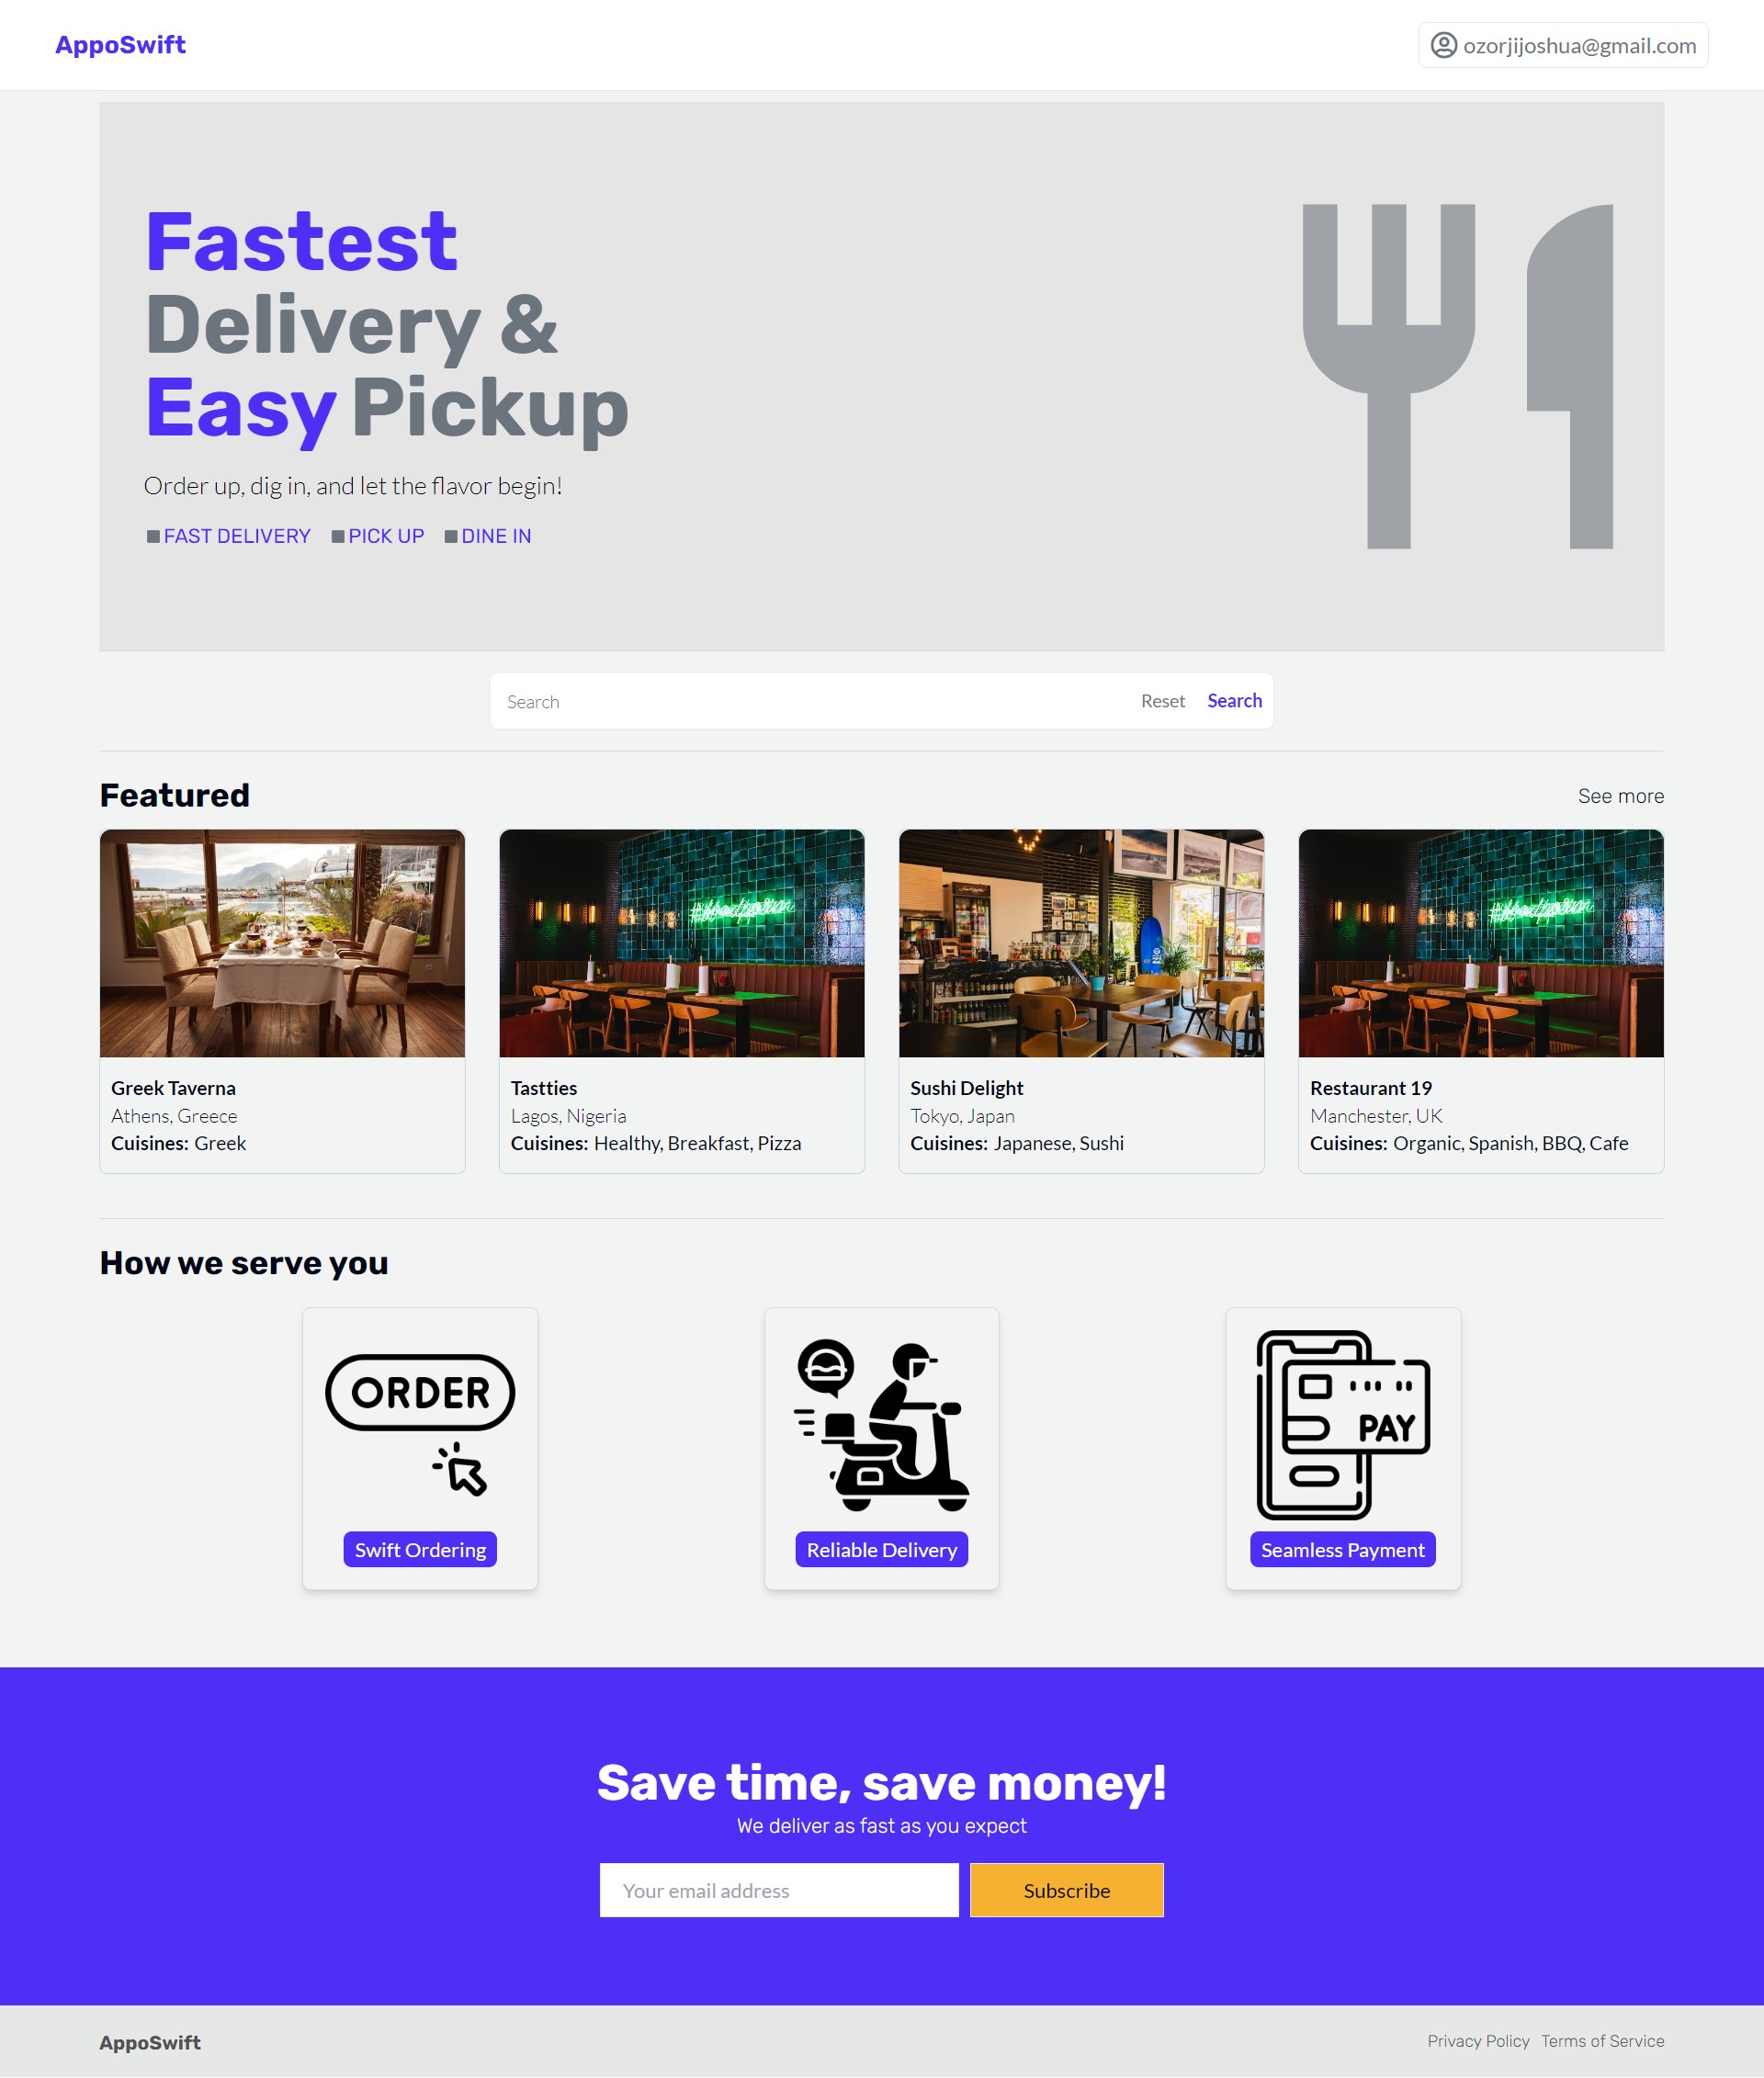 AppoSwift
ozorjijoshua@gmail.com
Fastest
Delivery &
Easy Pickup
Order up, dig in, and let the flavor begin!
FAST DELIVERY PICK UP DINE IN
Search Reset Search
Featured
See more
Greek Taverna
Athens, Greece
Cuisines: Greek
Tastties
Lagos, Nigeria
Cuisines: Healthy, Breakfast, Pizza
Sushi Delight
Tokyo, Japan
Cuisines: Japanese, Sushi
Restaurant 19
Manchester, UK
Cuisines: Organic, Spanish, BBQ, Cafe
How we serve you
ORDER
Swift Ordering
Reliable Delivery
PAY
Seamless Payment
Save time, save money!
We deliver as fast as you expect
Your email address
Subscribe
AppoSwift
Privacy Policy Terms of Service